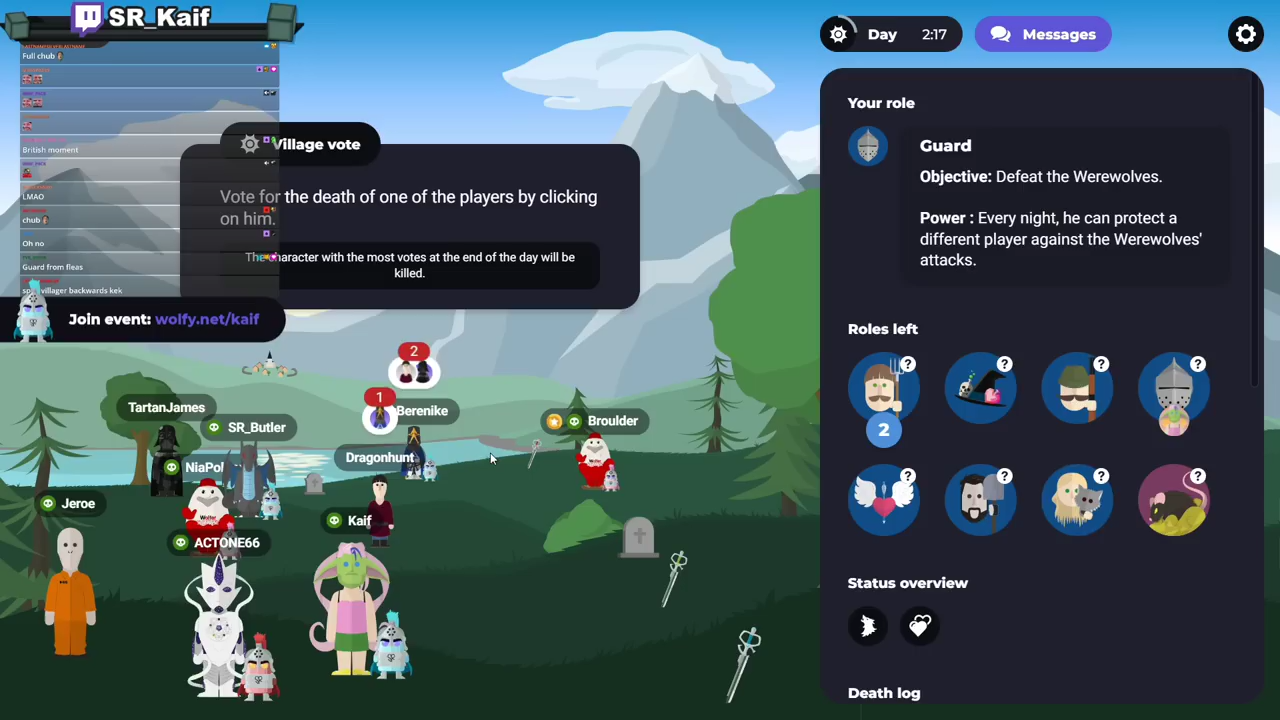 SR_Kaif
Full chub
British moment
LMAO
chub
Oh no
Guard from fleas
villager backwards kek
Join event: wolfy.net/kaif
Village vote
Vote for the death of one of the players by clicking
on him.
The character with the most votes at the end of the day will be
killed.
Day 2:17
Messages
Your role
Guard
Objective: Defeat the Werewolves.
Power : Every night, he can protect a
different player against the Werewolves'
attacks.
Roles left
? ? ? ?
2
? ? ? ?
Status overview
Death log
2
1
Berenike
TartanJames
SR_Butler
Broulder
Dragonhunt
NiaPol
Jeroe
Kaif
ACTONE66